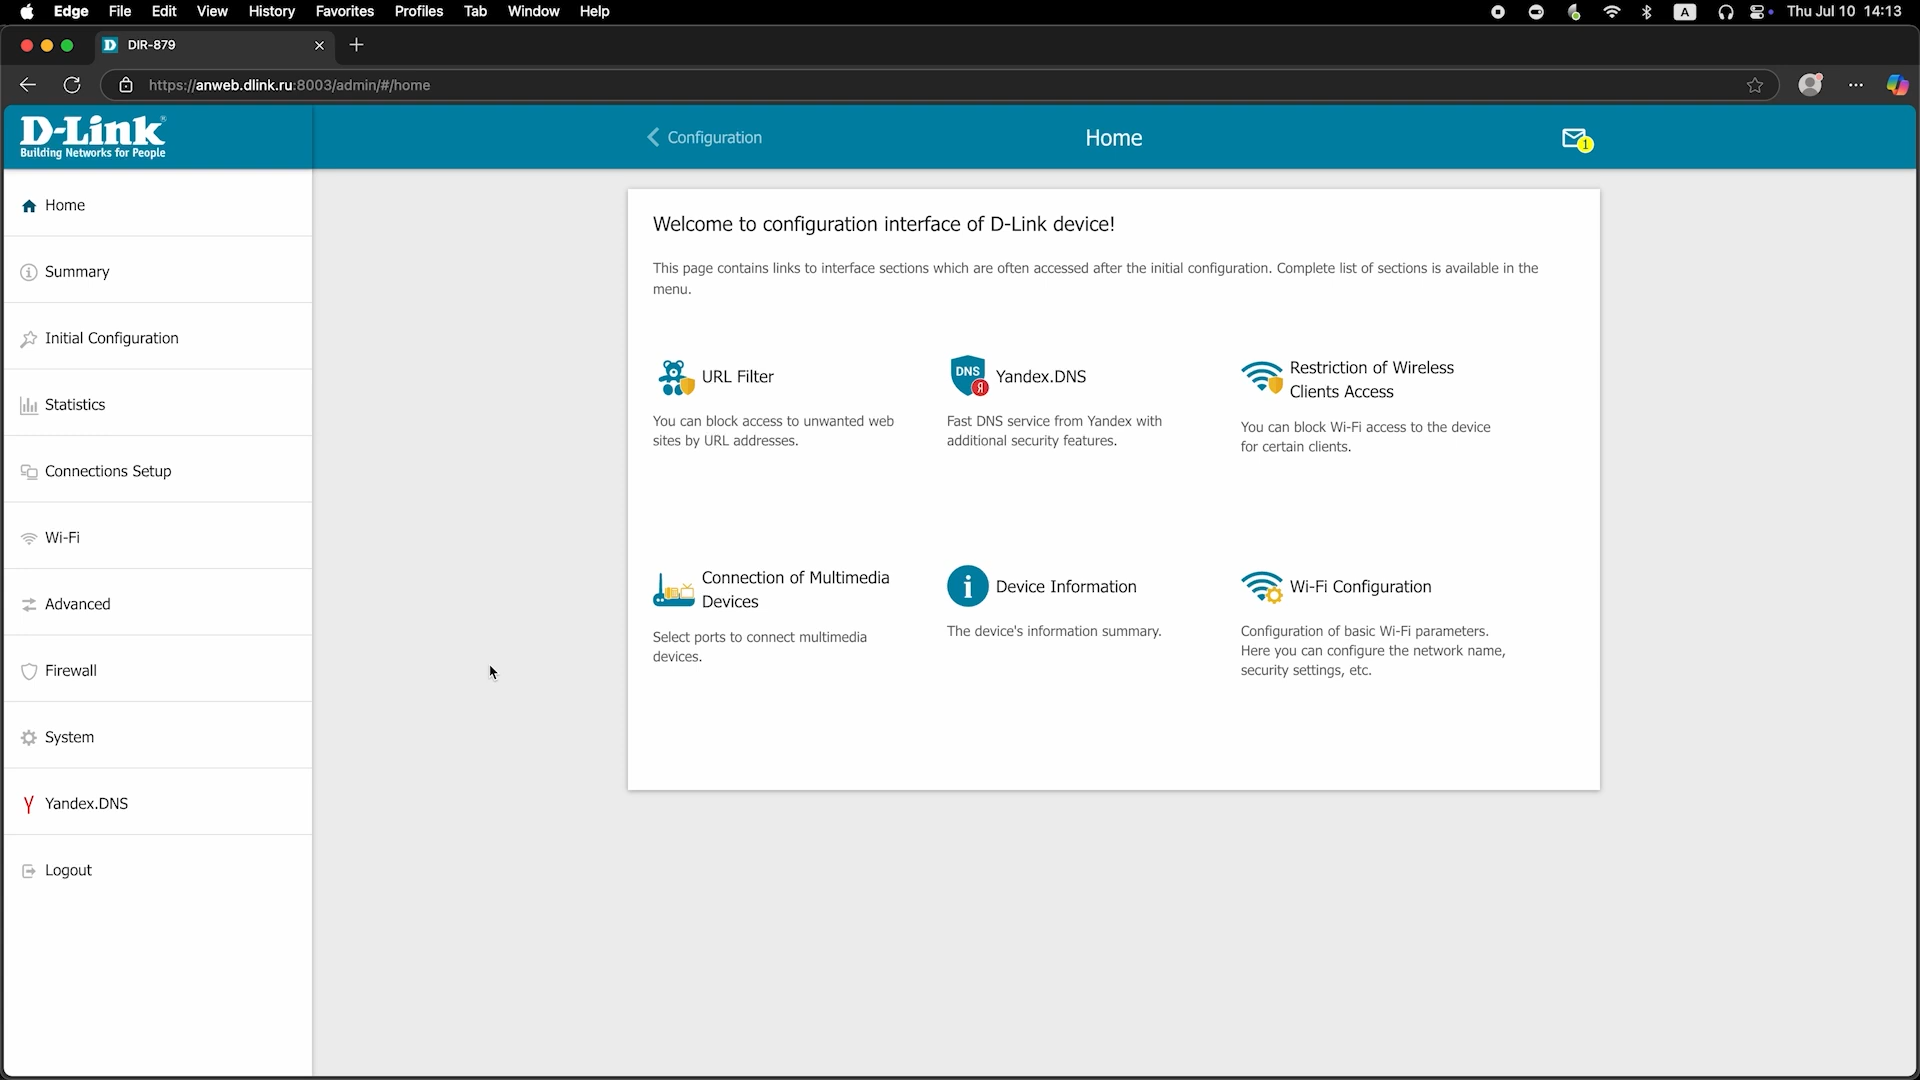 Edge File Edit View History Favorites Profiles Tab Window Help A Thu Jul 10 14:13
D DIR-879
https://anweb.dlink.ru:8003/admin/#/home
D-Link®
Building Networks for People
Configuration
Home
1
Home
Summary
Initial Configuration
Statistics
Connections Setup
Wi-Fi
Advanced
Firewall
System
Yandex.DNS
Logout
Welcome to configuration interface of D-Link device!
This page contains links to interface sections which are often accessed after the initial configuration. Complete list of sections is available in the
menu.
URL Filter
You can block access to unwanted web
sites by URL addresses.
DNS
Я
Yandex.DNS
Fast DNS service from Yandex with
additional security features.
Restriction of Wireless
Clients Access
You can block Wi-Fi access to the device
for certain clients.
Connection of Multimedia
Devices
Select ports to connect multimedia
devices.
Device Information
The device's information summary.
Wi-Fi Configuration
Configuration of basic Wi-Fi parameters.
Here you can configure the network name,
security settings, etc.